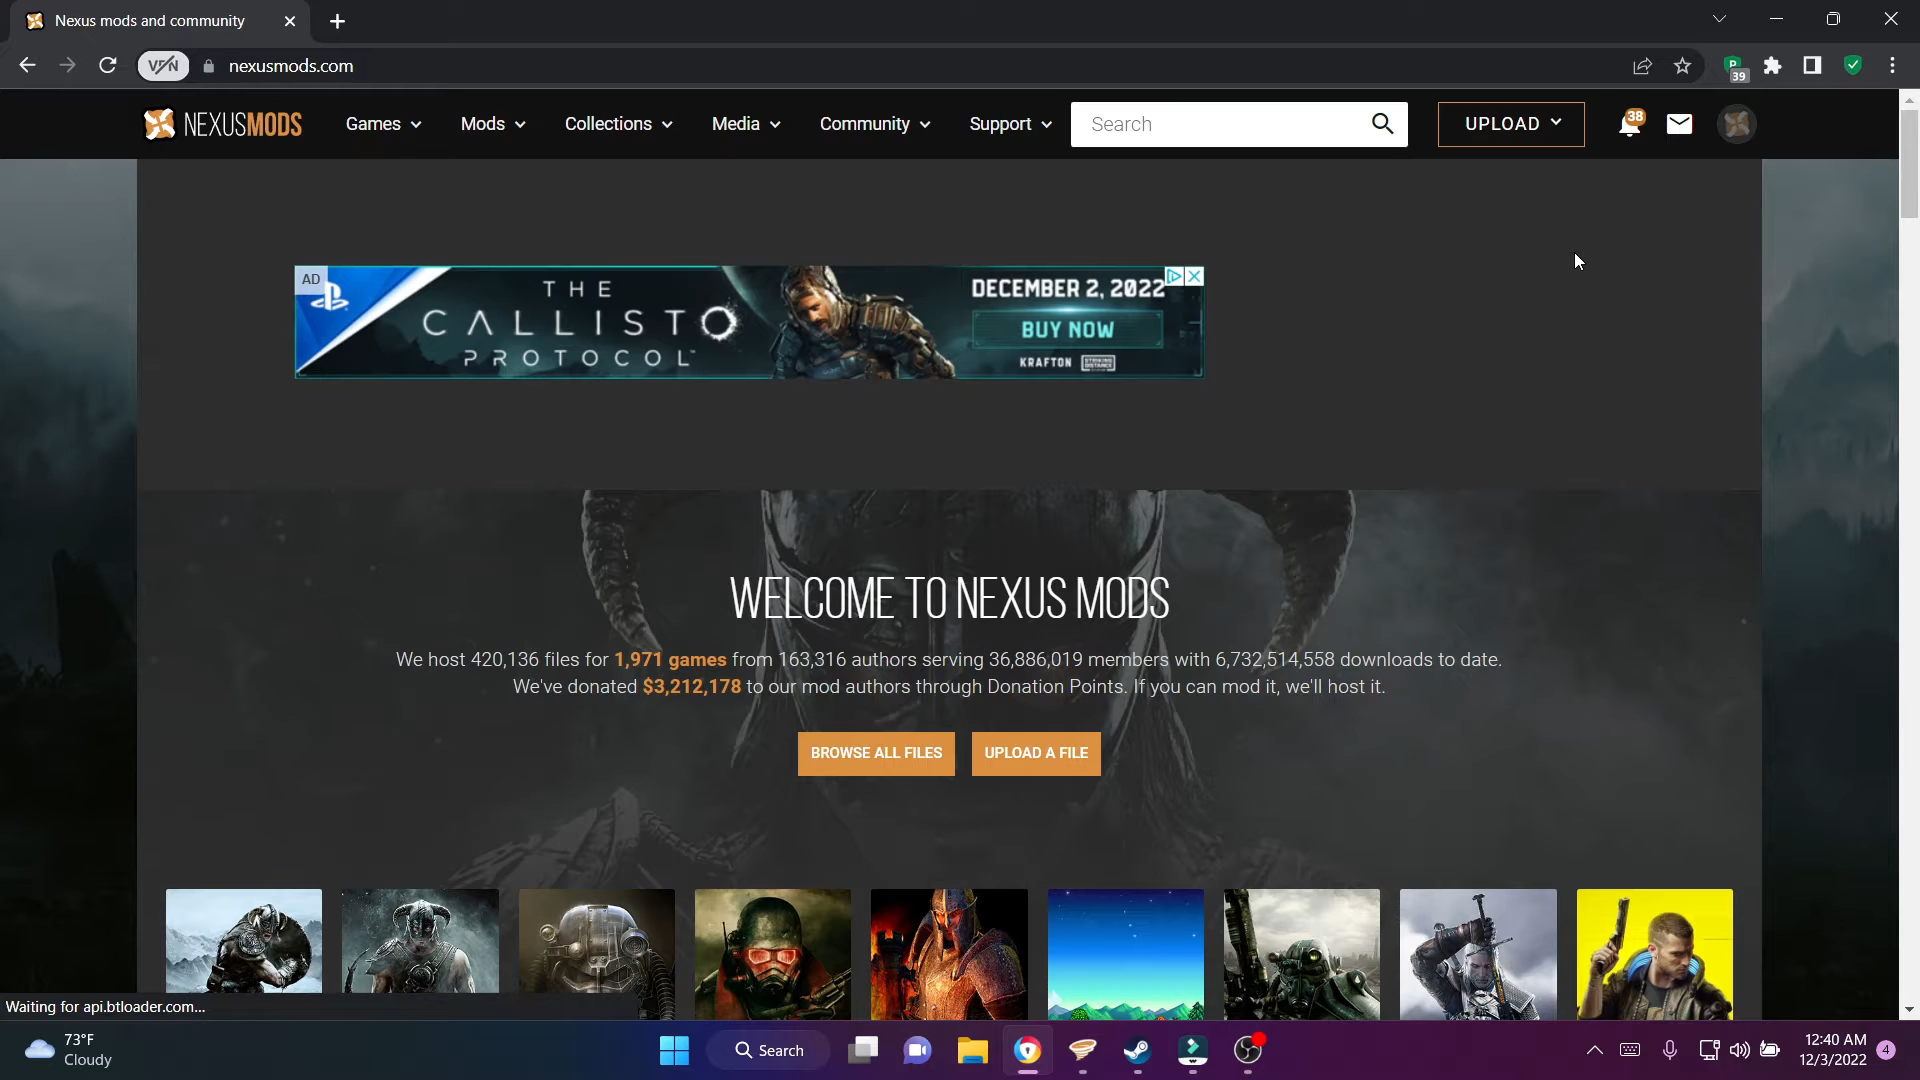 Nexus mods and community
VPN
nexusmods.com
39
NEXUSMODS
Games
Mods
Collections
Media
Community
Support
Search
UPLOAD
38
AD
THE
CALLISTO
PROTOCOL
DECEMBER 2, 2022
BUY NOW
KRAFTON
STRIKING DISTANCE
WELCOME TO NEXUS MODS
We host 420,136 files for 1,971 games from 163,316 authors serving 36,886,019 members with 6,732,514,558 downloads to date.
We've donated $3,212,178 to our mod authors through Donation Points. If you can mod it, we'll host it.
BROWSE ALL FILES
UPLOAD A FILE
Waiting for api.btloader.com...
73°F
Cloudy
Search
12:40 AM
12/3/2022
4